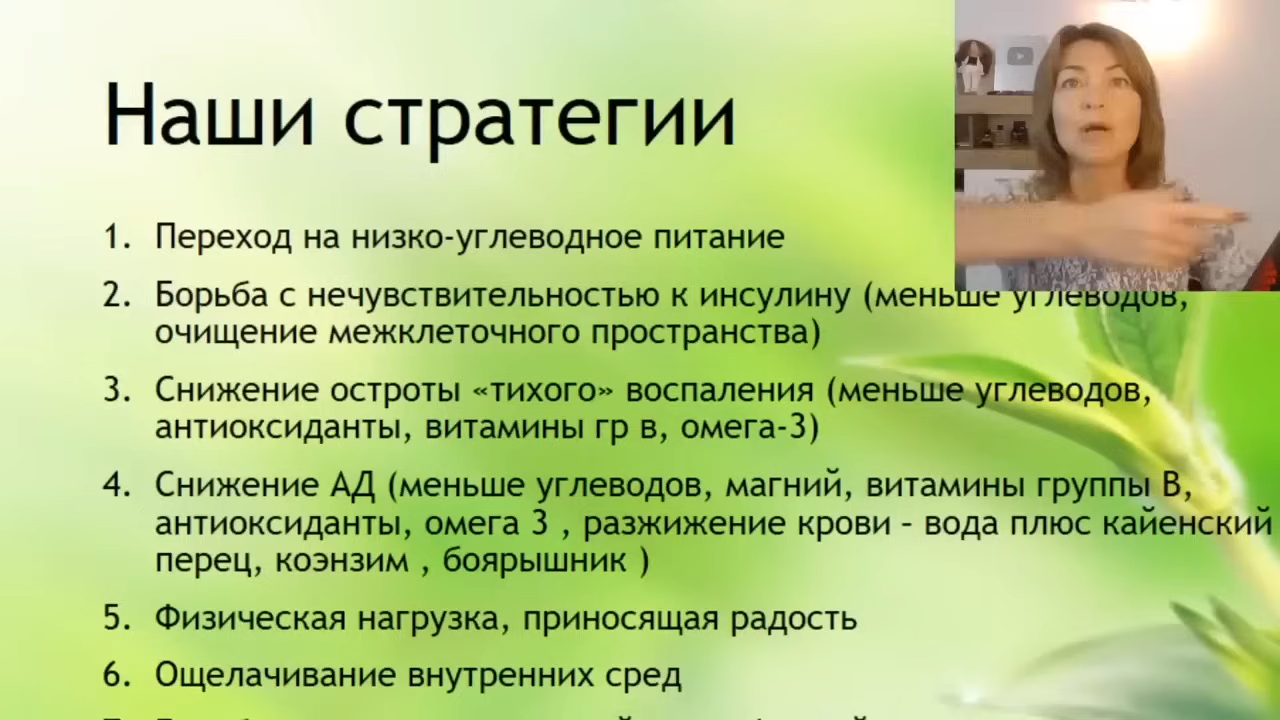 Наши стратегии
1. Переход на низко-углеводное питание
2. Борьба с нечувствительностью к инсулину (меньше углеводов,
очищение межклеточного пространства)
3. Снижение остроты «тихого» воспаления (меньше углеводов,
антиоксиданты, витамины гр в, омега-3)
4. Снижение АД (меньше углеводов, магний, витамины группы В,
антиоксиданты, омега 3 , разжижение крови – вода плюс кайенский
перец, коэнзим , боярышник )
5. Физическая нагрузка, приносящая радость
6. Ощелачивание внутренних сред